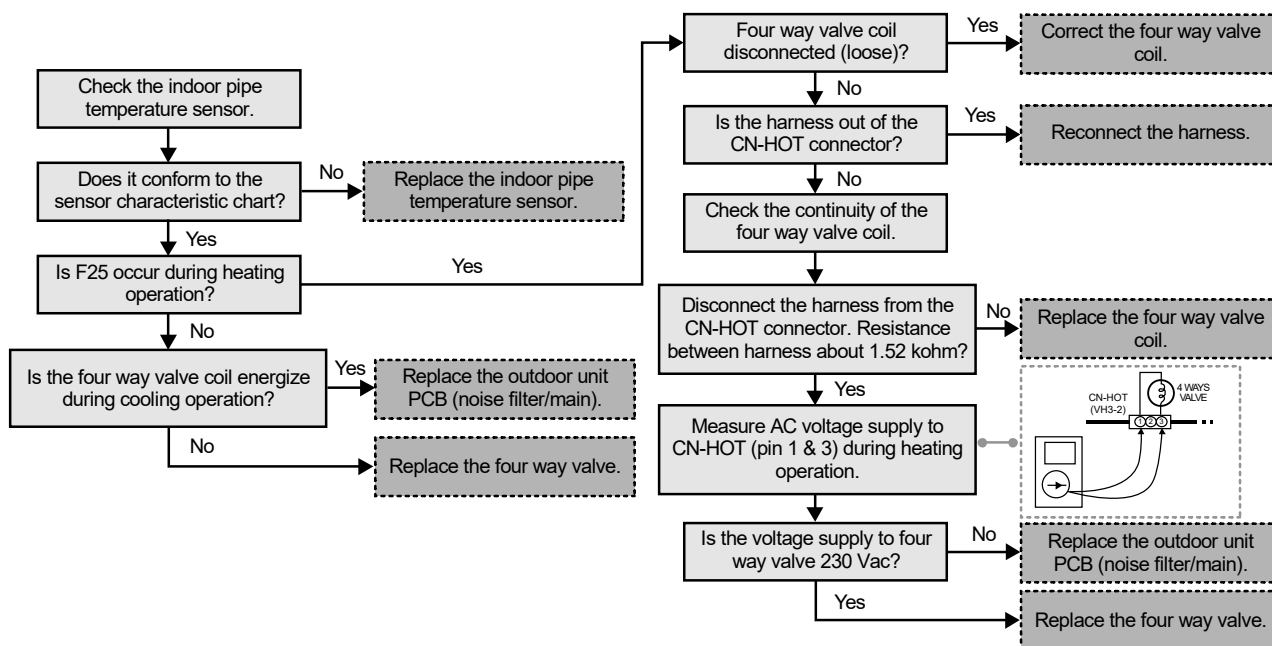 Check the indoor pipe
temperature sensor.
Does it conform to the
sensor characteristic chart?
No
Replace the indoor pipe
temperature sensor.
Yes
Is F25 occur during heating
operation?
Yes
No
Is the four way valve coil energize
during cooling operation?
Yes
Replace the outdoor unit
PCB (noise filter/main).
No
Replace the four way valve.
Four way valve coil
disconnected (loose)?
Yes
Correct the four way valve
coil.
No
Is the harness out of the
CN-HOT connector?
Yes
Reconnect the harness.
No
Check the continuity of the
four way valve coil.
Disconnect the harness from the
CN-HOT connector. Resistance
between harness about 1.52 kohm?
No
Replace the four way valve
coil.
Yes
Measure AC voltage supply to
CN-HOT (pin 1 & 3) during heating
operation.
CN-HOT
(VH3-2)
4 WAYS
VALVE
1 2 3
Is the voltage supply to four
way valve 230 Vac?
No
Replace the outdoor unit
PCB (noise filter/main).
Yes
Replace the four way valve.